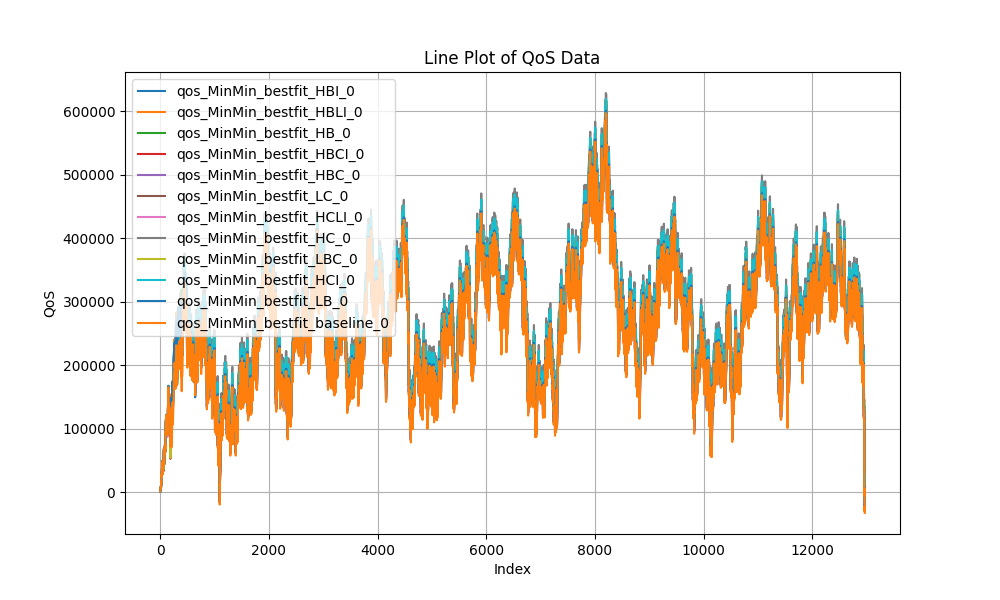 Line Plot of QoS Data
qos_MinMin_bestfit_HBI_0
qos_MinMin_bestfit_HBLI_0
qos_MinMin_bestfit_HB_0
qos_MinMin_bestfit_HBCI_0
qos_MinMin_bestfit_HBC_0
qos_MinMin_bestfit_LC_0
qos_MinMin_bestfit_HCLI_0
qos_MinMin_bestfit_HC_0
qos_MinMin_bestfit_LBC_0
qos_MinMin_bestfit_HCI_0
qos_MinMin_bestfit_LB_0
qos_MinMin_bestfit_baseline_0
600000
500000
400000
300000
200000
100000
0
QoS
0 2000 4000 6000 8000 10000 12000
Index